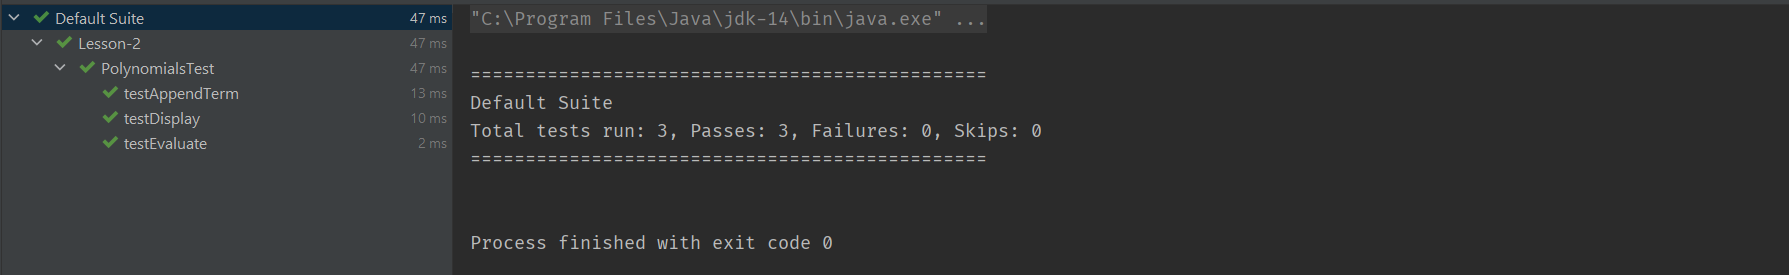 Default Suite 47 ms
Lesson-2 47 ms
PolynomialsTest 47 ms
testAppendTerm 13 ms
testDisplay 10 ms
testEvaluate 2 ms
"C:\Program Files\Java\jdk-14\bin\java.exe" ...
===============================================
Default Suite
Total tests run: 3, Passes: 3, Failures: 0, Skips: 0
===============================================
Process finished with exit code 0